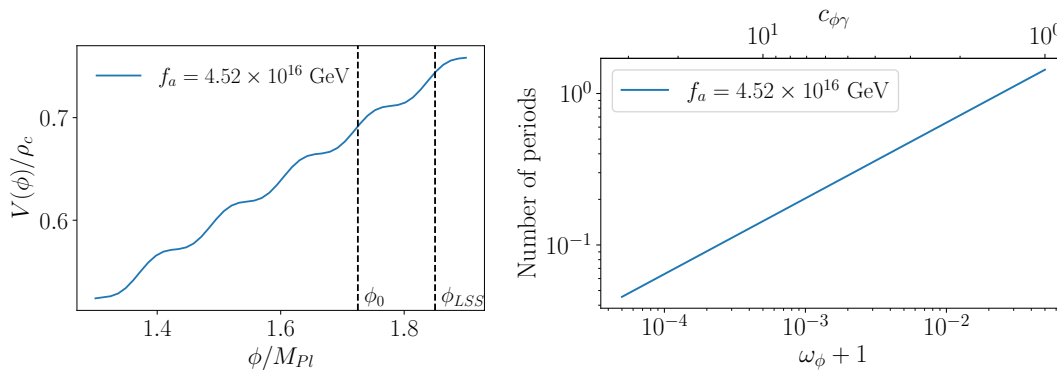 f_a = 4.52 × 10^16 GeV
V(ϕ)/ρ_c
0.7
0.6
ϕ_0
ϕ_LSS
1.4 1.6 1.8
ϕ/M_Pl
c_ϕγ
10^1 10^0
f_a = 4.52 × 10^16 GeV
Number of periods
10^0
10^−1
10^−4 10^−3 10^−2
ω_ϕ + 1